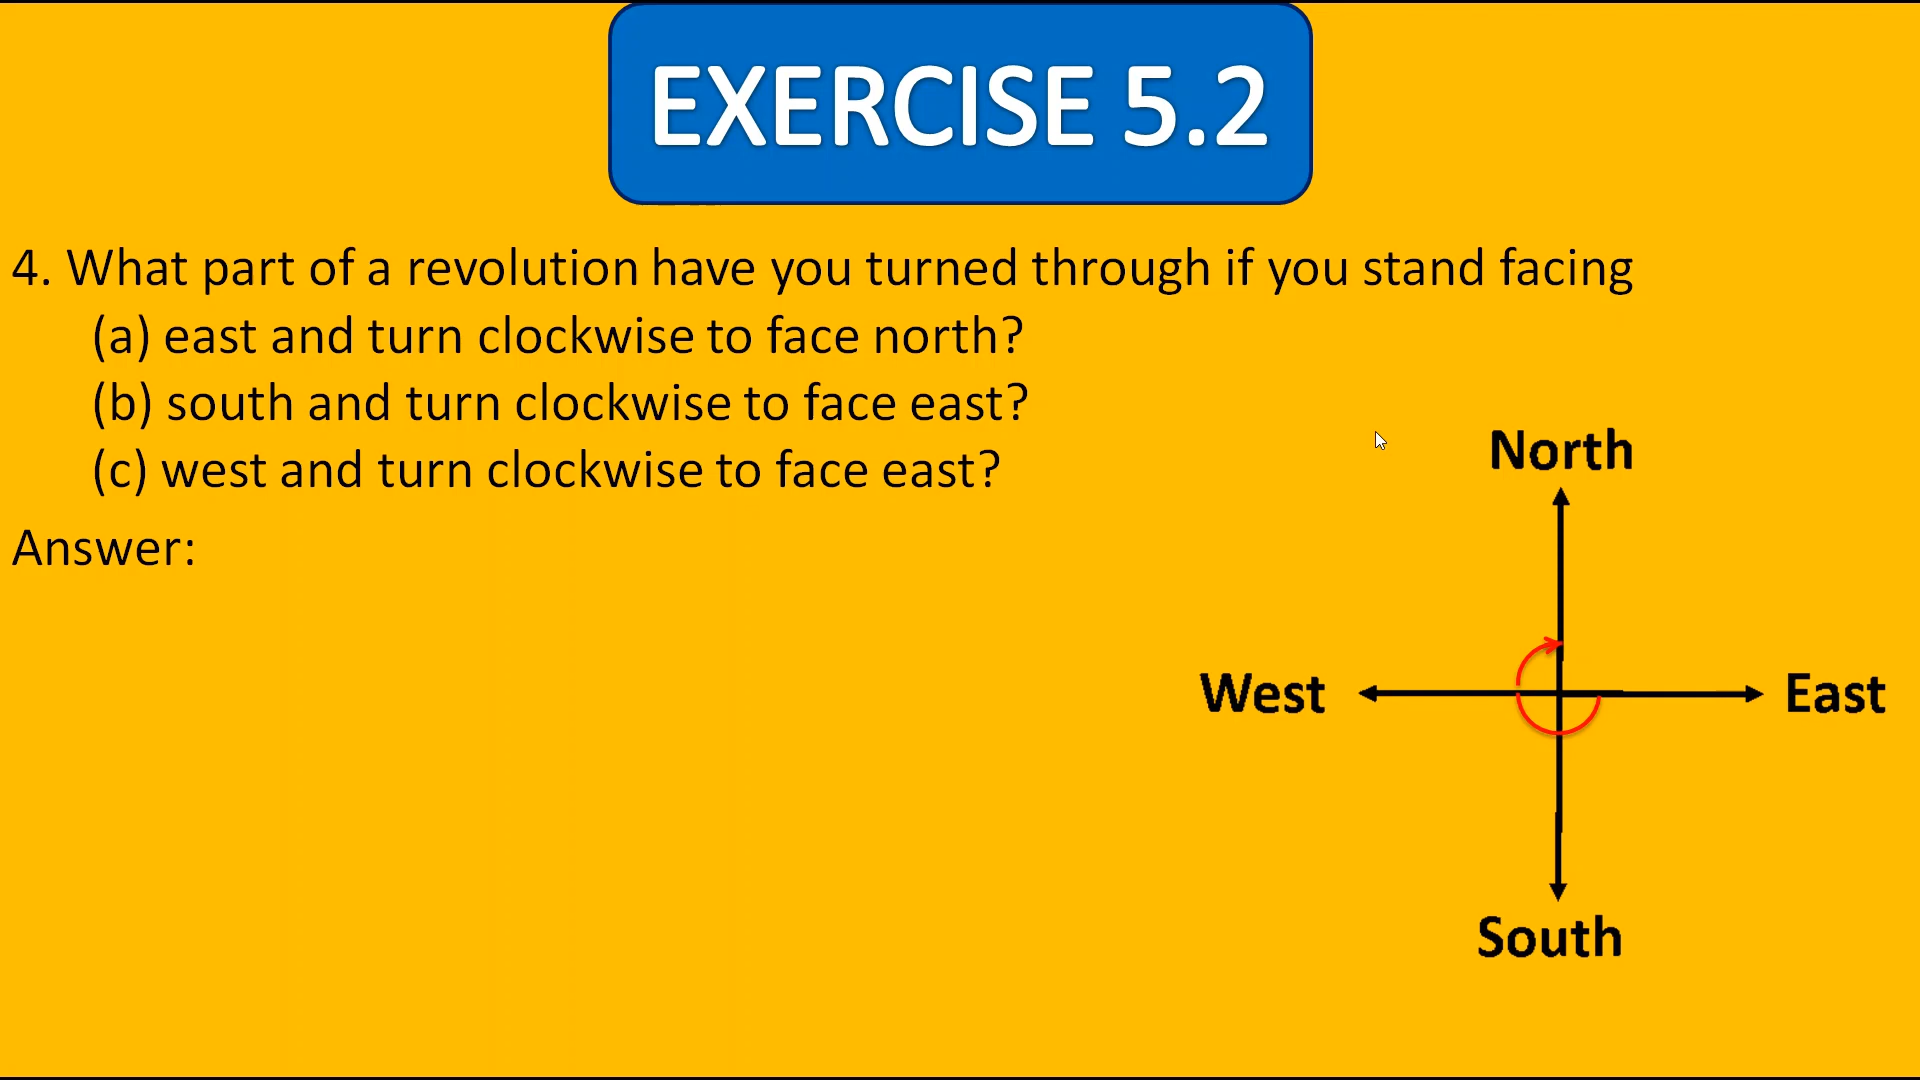 EXERCISE 5.2
4. What part of a revolution have you turned through if you stand facing
(a) east and turn clockwise to face north?
(b) south and turn clockwise to face east?
(c) west and turn clockwise to face east?
Answer:
North
West
East
South